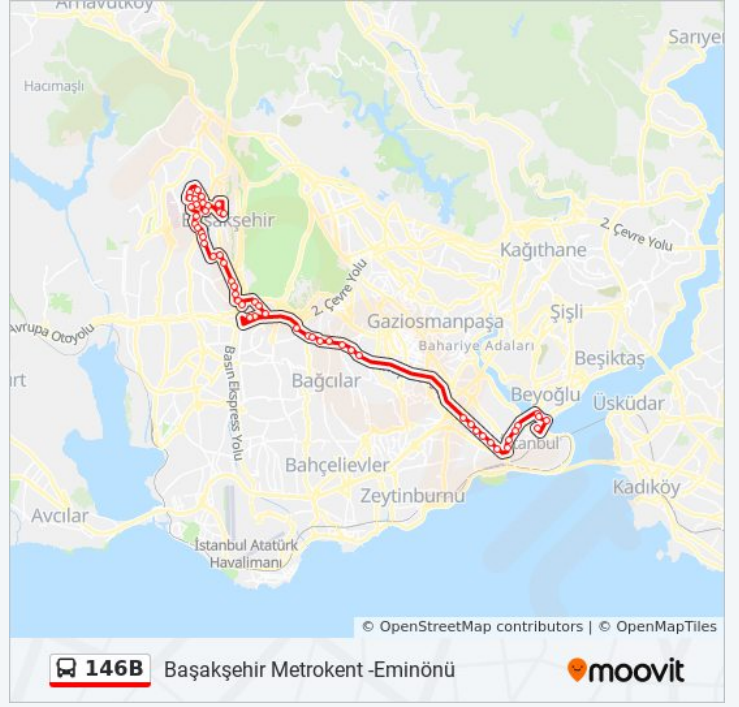 Arnavutköy
Sarıyer
Hacımaşlı
Başakşehir
2. Çevre Yolu
Kağıthane
2. Çevre Yolu
Şişli
Gaziosmanpaşa
Avrupa Otoyolu
Bahariye Adaları
Beşiktaş
Basın Ekspress Yolu
Bağcılar
Beyoğlu
Üsküdar
rt
İstanbul
Bahçelievler
Zeytinburnu
Kadıköy
Avcılar
İstanbul Atatürk
Havalimanı
© OpenStreetMap contributors | © OpenMapTiles
146B Başakşehir Metrokent -Eminönü
moovit